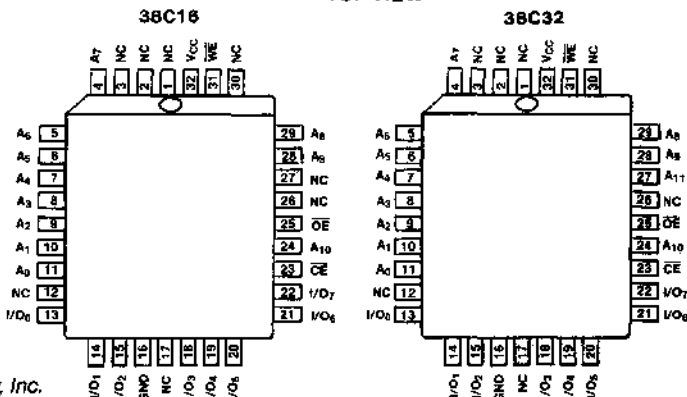 38C16
38C32
A7 NC NC NC VCC WE NC
4 3 2 1 32 31 30
A7 NC NC NC VCC WE NC
4 3 2 1 32 31 30
A6 5 29 A8
A5 6 28 A9
A4 7 27 NC
A3 8 26 NC
A2 9 25 OE
A1 10 24 A10
A0 11 23 CE
NC 12 22 I/O7
I/O0 13 21 I/O6
A6 5 29 A8
A5 6 28 A9
A4 7 27 A11
A3 8 26 NC
A2 9 25 OE
A1 10 24 A10
A0 11 23 CE
NC 12 22 I/O7
I/O0 13 21 I/O6
14 15 16 17 18 19 20
I/O1 I/O2 GND NC I/O3 I/O4 I/O5
14 15 16 17 18 19 20
I/O1 I/O2 GND NC I/O3 I/O4 I/O5
Inc.